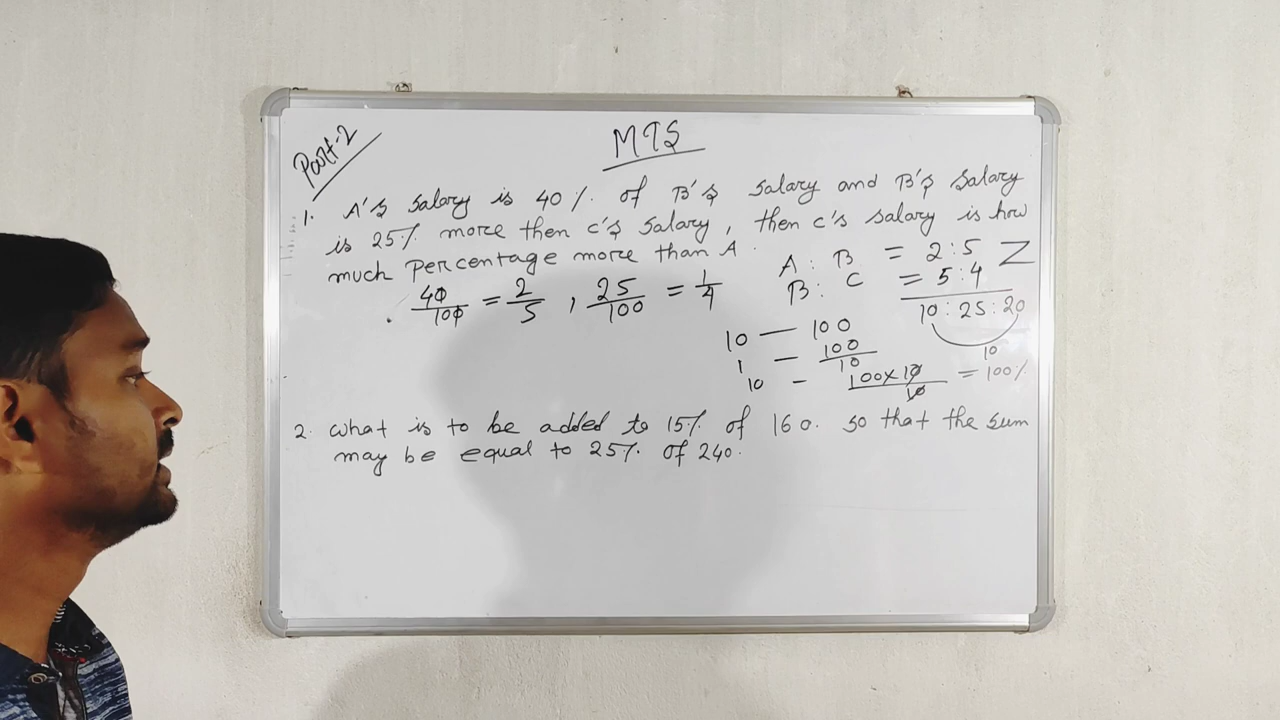 Part-2
MTS
1. A's salary is 40% of B's salary and B's salary
is 25% more then c's salary, then c's salary is how
much percentage more than A.
40/100 = 2/5 , 25/100 = 1/4
A : B = 2:5
B : C = 5:4
10 : 25 : 20
10
10 — 100
1 — 100/10
10 - 100×10/10 = 100%
2. what is to be added to 15% of 160. so that the sum
may be equal to 25% of 240.